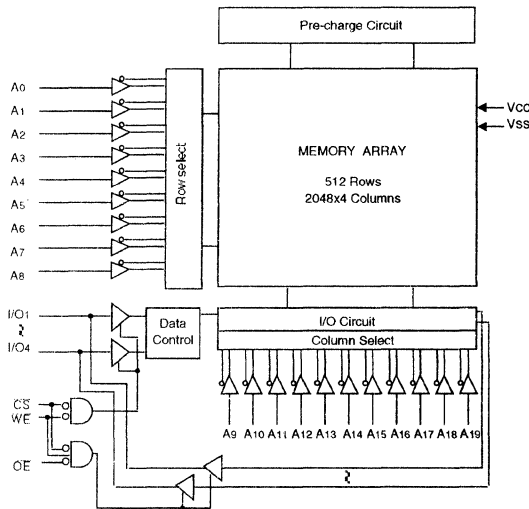 Pre-charge Circuit
A0
A1
A2
A3
A4
A5
A6
A7
A8
Row select
MEMORY ARRAY
512 Rows
2048x4 Columns
Vcc
Vss
I/O1
I/O4
Data
Control
I/O Circuit
Column Select
A9 A10 A11 A12 A13 A14 A15 A16 A17 A18 A19
CS
WE
OE